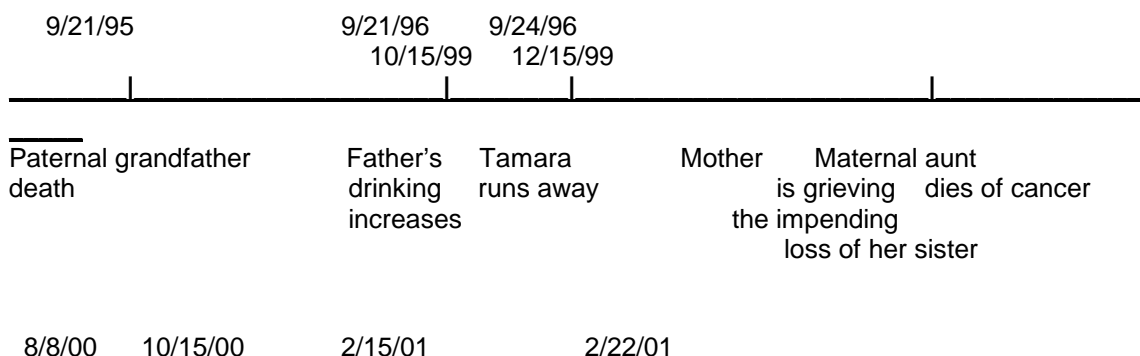 9/21/95 9/21/96 9/24/96
10/15/99 12/15/99
Paternal grandfather Father's Tamara Mother Maternal aunt
death drinking runs away is grieving dies of cancer
increases the impending
loss of her sister
8/8/00 10/15/00 2/15/01 2/22/01